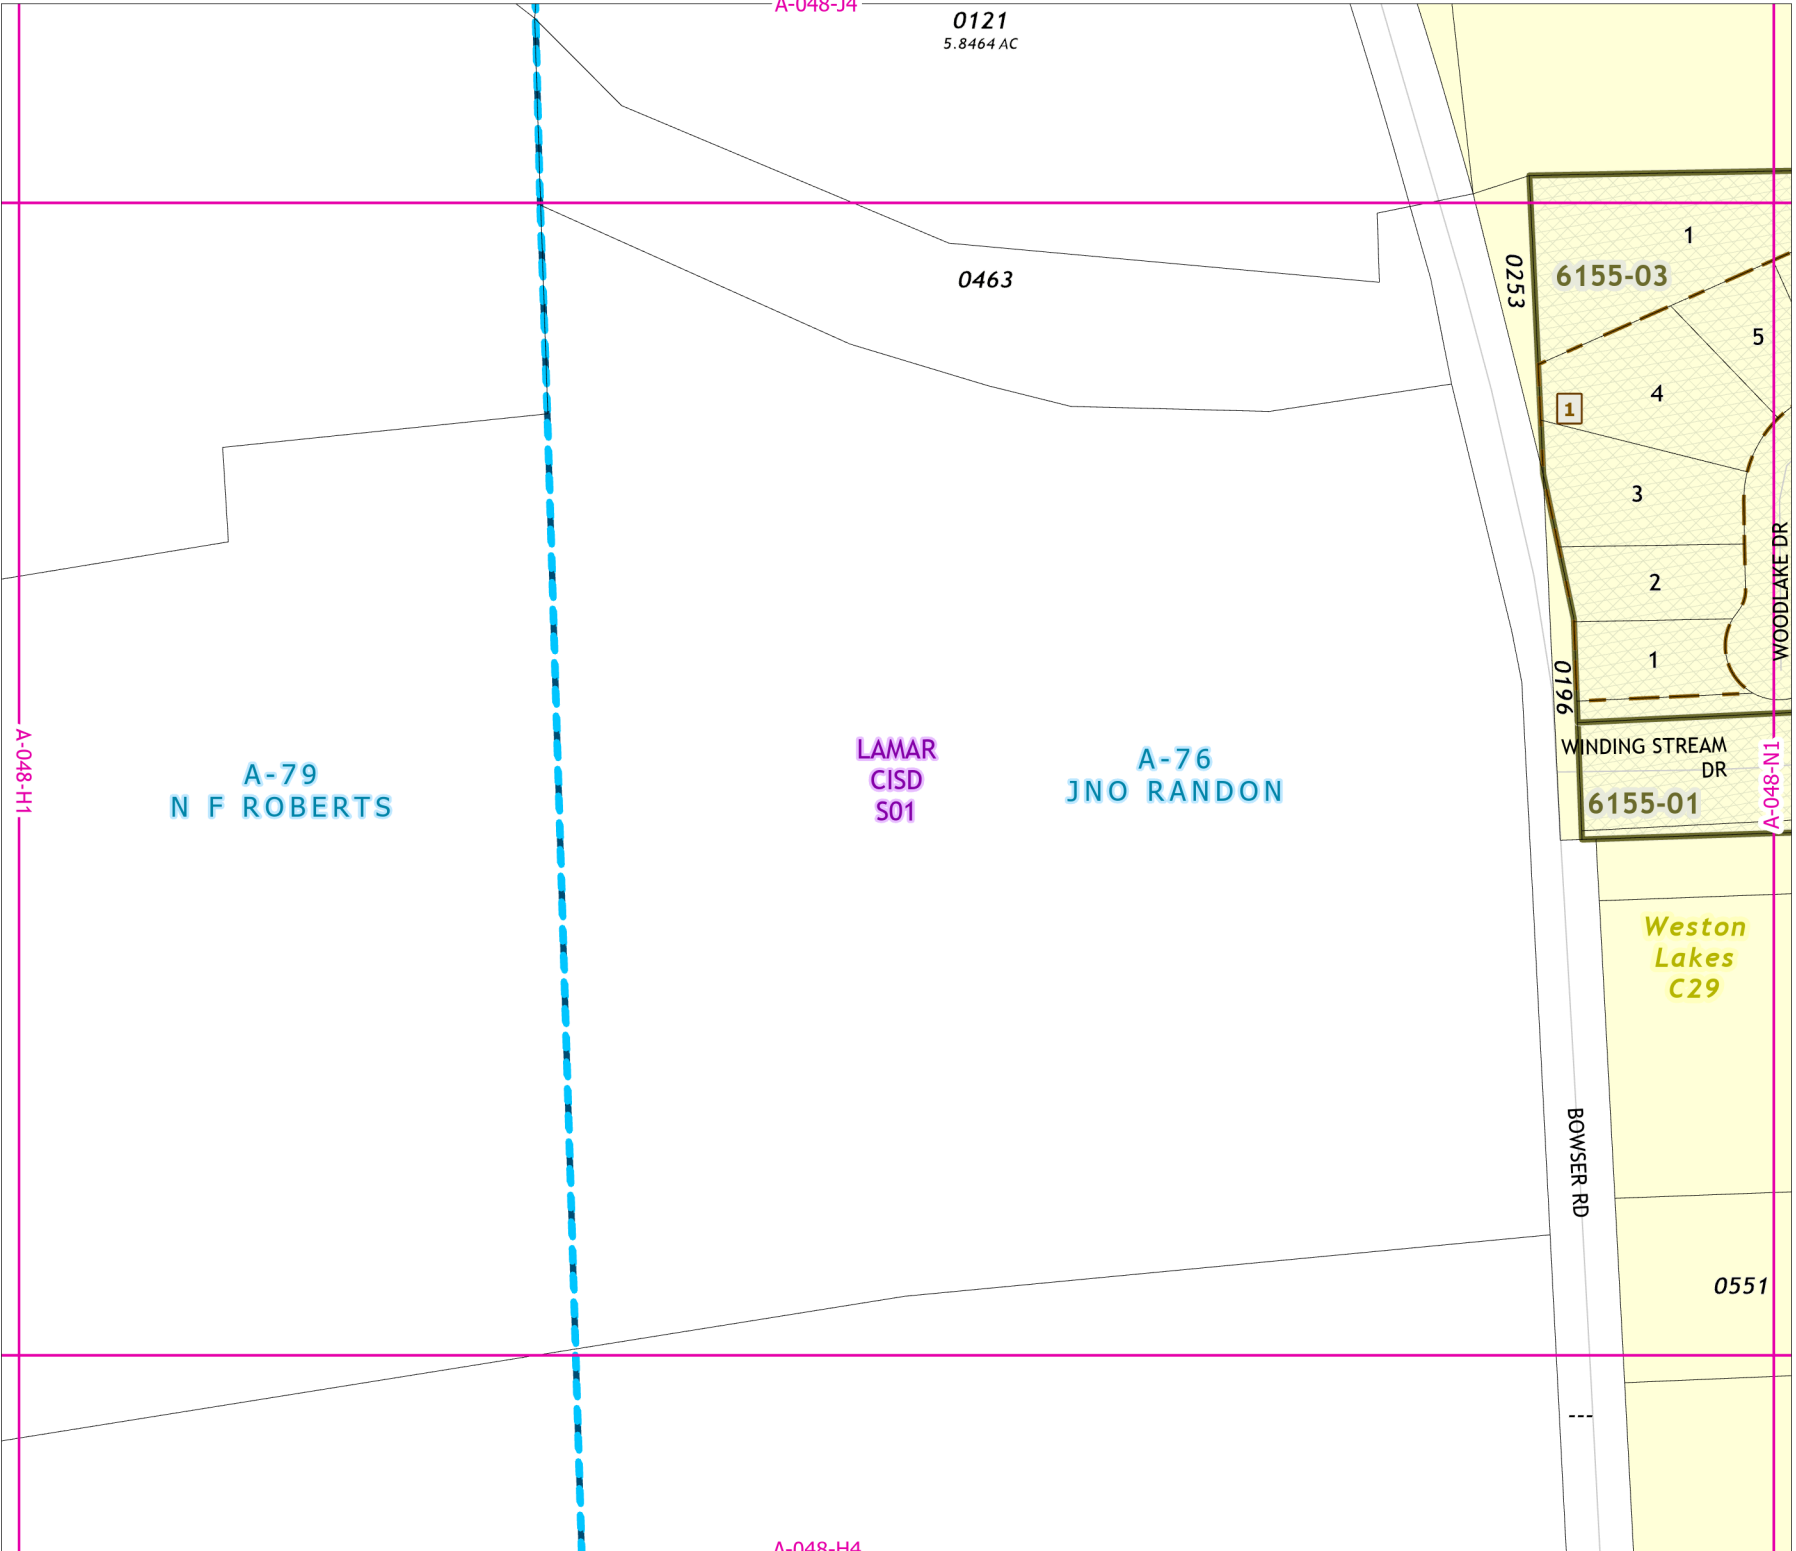 A-048-J4
0121
5.8464 AC
1
0253
6155-03
0463
5
4
1
3
2
WOODLAKE DR
1
0196
A-048-H1
A-79
N F ROBERTS
LAMAR
CISD
S01
A-76
JNO RANDON
WINDING STREAM
DR
A-048-N1
6155-01
Weston
Lakes
C29
BOWSER RD
0551
---
A-048-H4